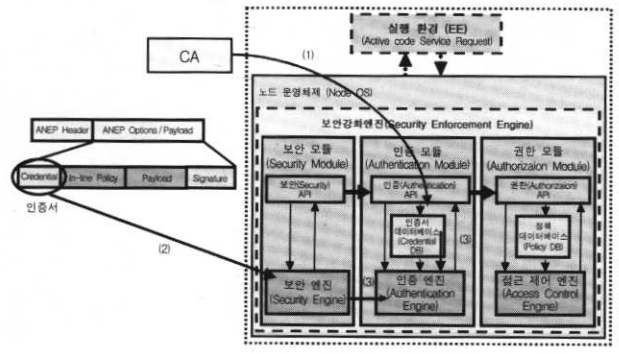 실행 환경 (EE)
(Active code Service Request)
(1)
CA
노드 운영체제 (Node OS)
보안강화엔진(Security Enforcement Engine)
ANEP Header
ANEP Options/Payload
보안 모듈
(Security Module)
인증 모듈
(Authentication Module)
권한 모듈
(Authorizaion Module)
보안(Security)
API
인증(Authentication)
API
권한(Authorizaion)
API
Credential
In-line Policy
Payload
Signature
인증서
인증서
데이터베이스
(Credential
DB)
(3)
정책
데이터베이스
(Policy DB)
(2)
보안 엔진
(Security Engine)
(3)
인증 엔진
(Authentication
Engine)
접근 제어 엔진
(Access Control
Engine)